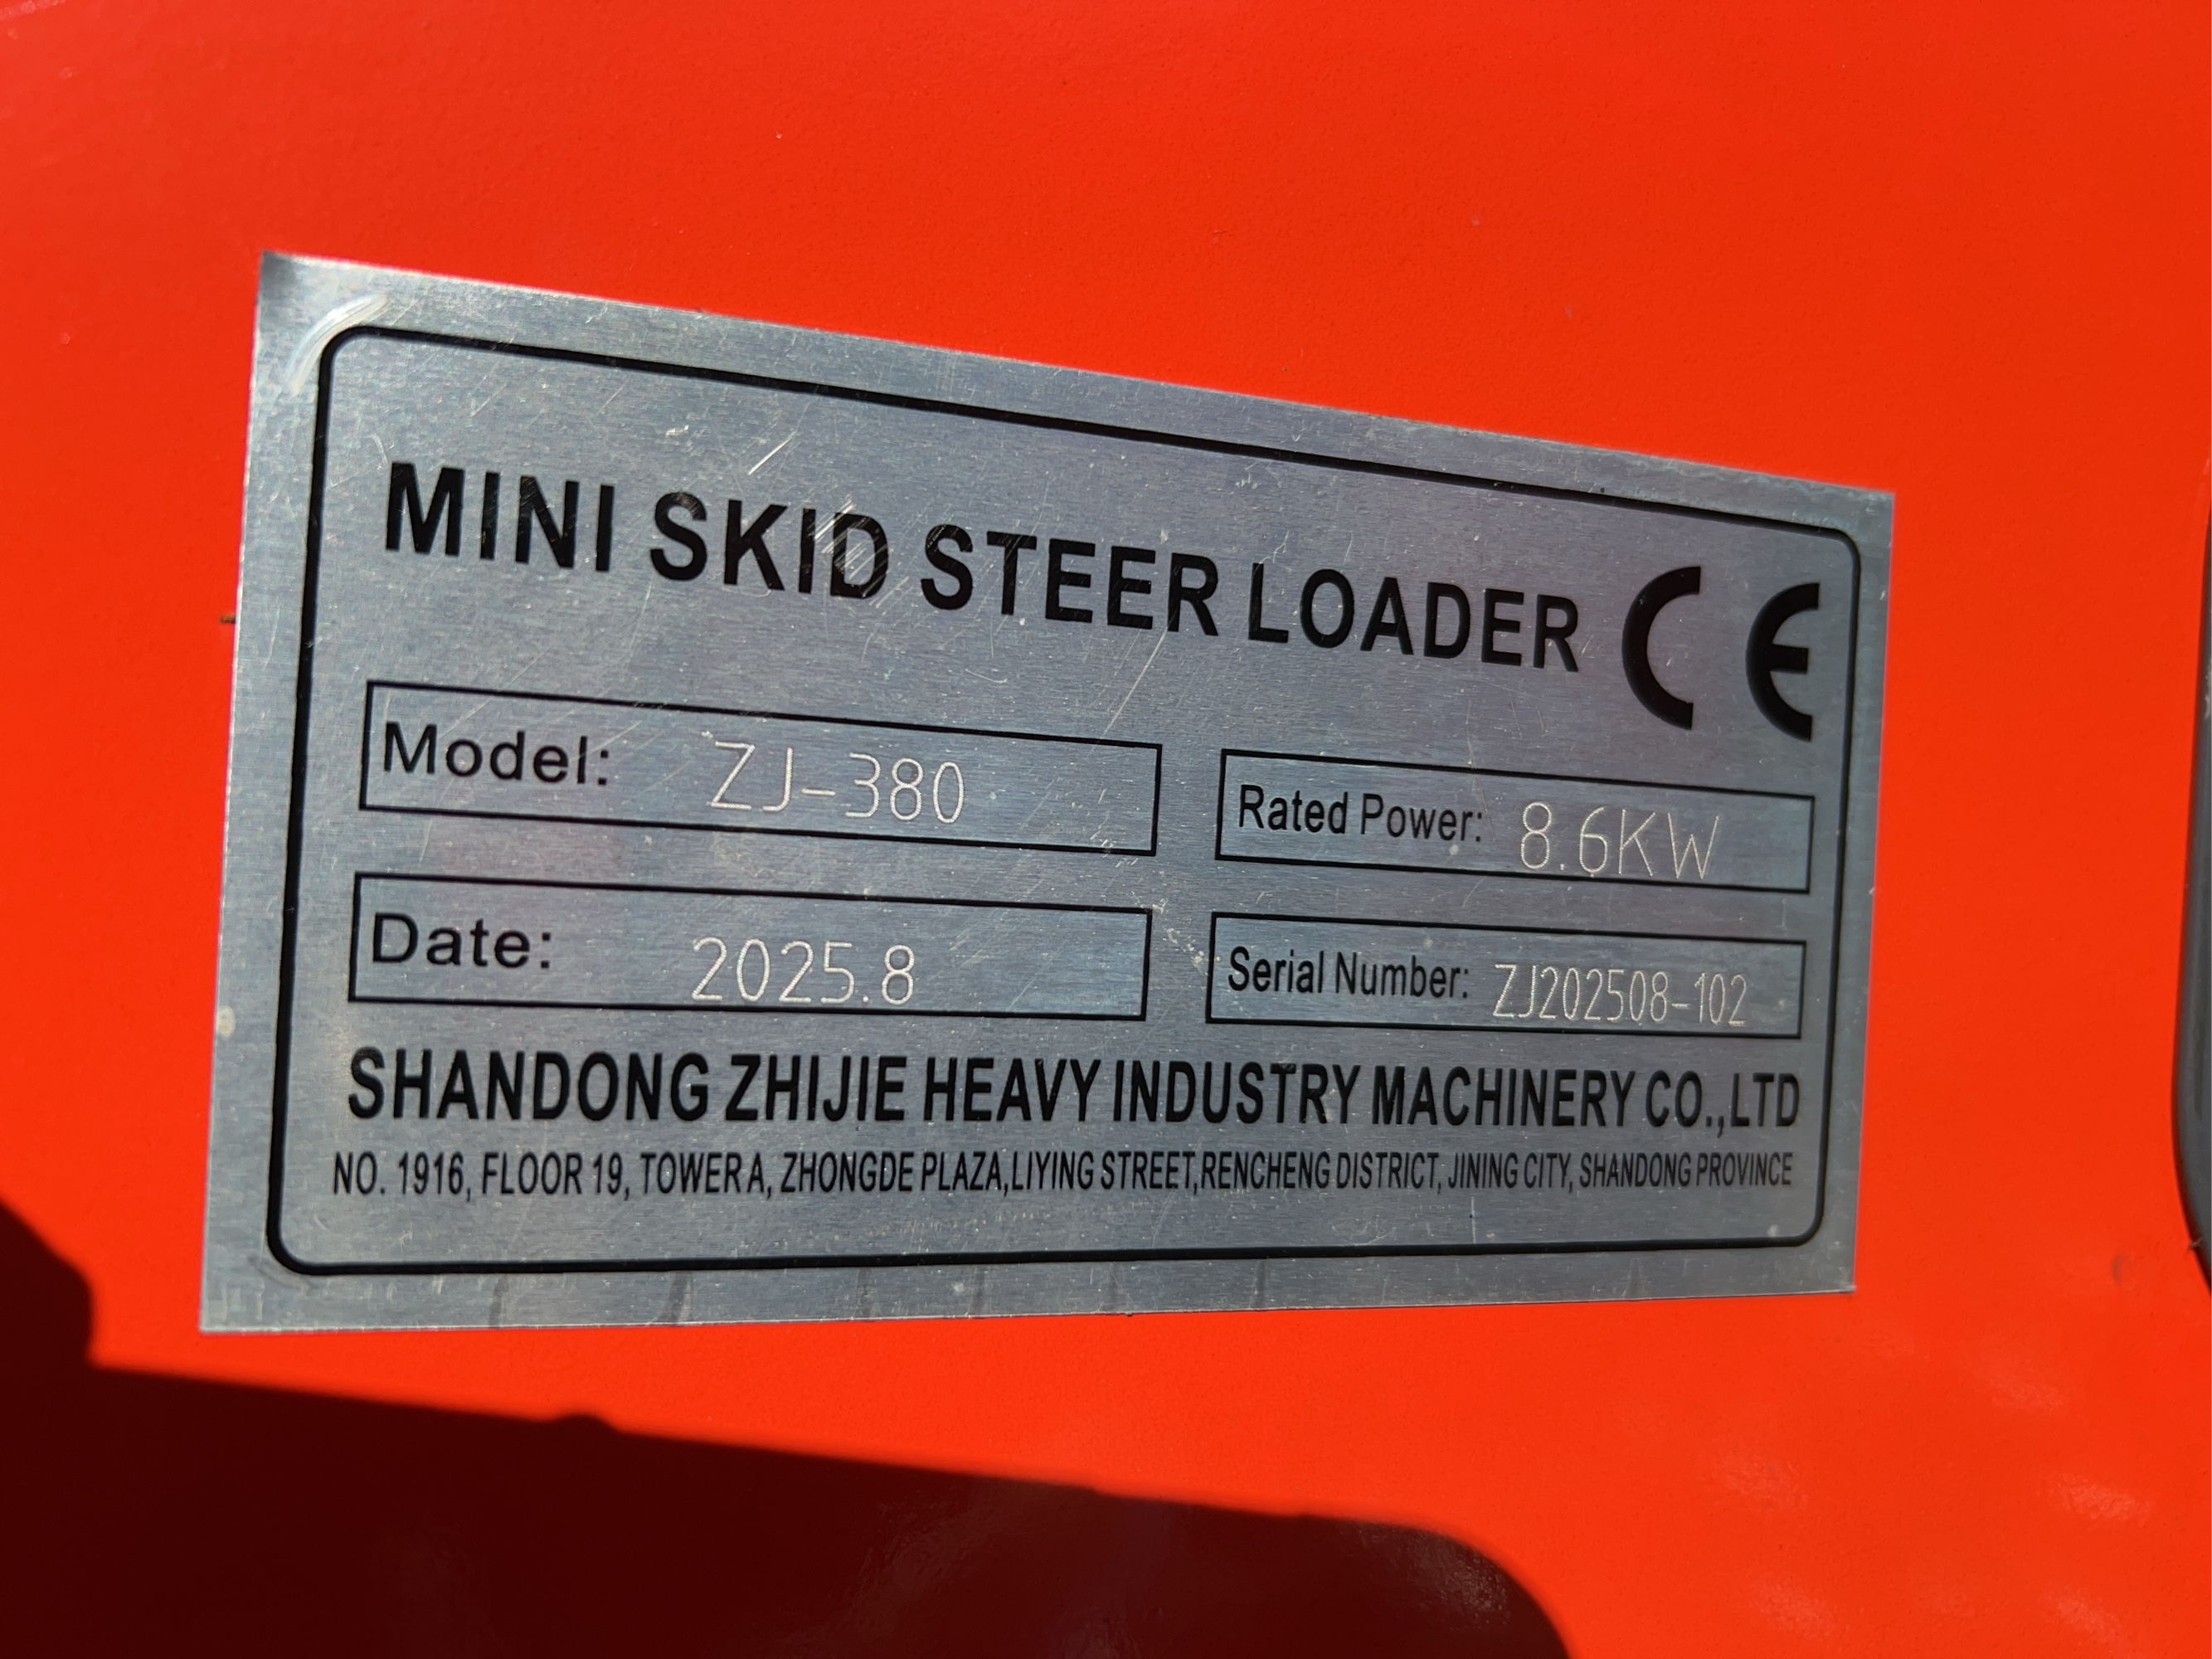 MINI SKID STEER LOADER CE
Model: ZJ-380
Rated Power: 8.6KW
Date: 2025.8
Serial Number: ZJ202508-102
SHANDONG ZHIJIE HEAVY INDUSTRY MACHINERY CO.,LTD
NO. 1916, FLOOR 19, TOWER A, ZHONGDE PLAZA,LIYING STREET,RENCHENG DISTRICT, JINING CITY, SHANDONG PROVINCE